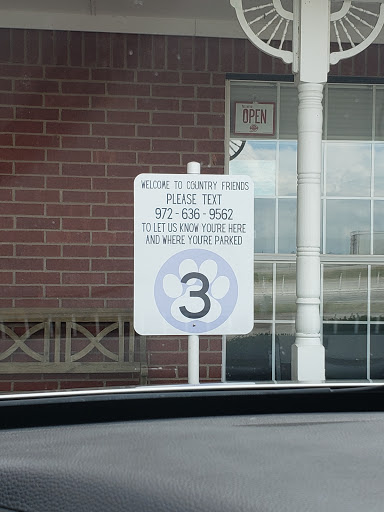 OPEN
WELCOME TO COUNTRY FRIENDS
PLEASE TEXT
972-636-9562
TO LET US KNOW YOU'RE HERE
AND WHERE YOU'RE PARKED
3